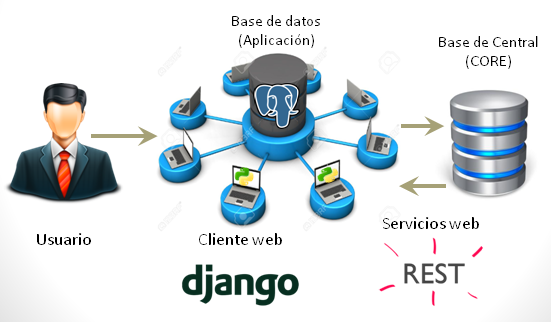 Base de datos
(Aplicación)
Base de Central
(CORE)
Usuario
Cliente web
Servicios web
django
REST